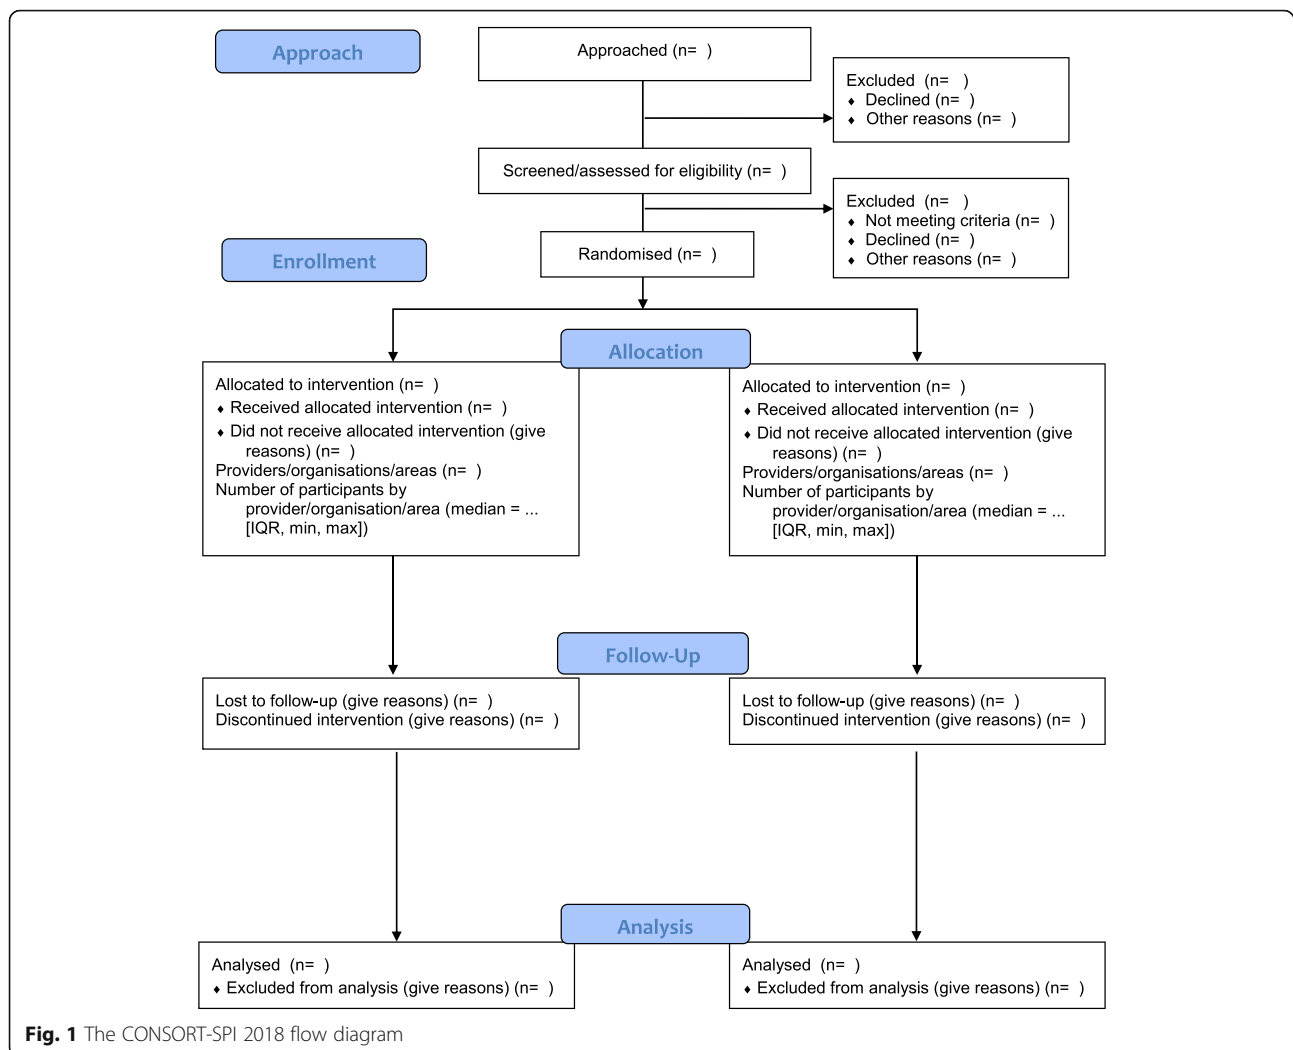 Approach
Approached (n=  )
Excluded  (n=   )
♦ Declined (n=  )
♦ Other reasons (n=  )
Screened/assessed for eligibility (n=  )
Excluded  (n=   )
♦ Not meeting criteria (n=  )
♦ Declined (n=  )
♦ Other reasons (n=  )
Enrollment
Randomised (n=  )
Allocation
Allocated to intervention (n=  )
♦ Received allocated intervention (n=  )
♦ Did not receive allocated intervention (give
reasons) (n=  )
Providers/organisations/areas (n=  )
Number of participants by
provider/organisation/area (median = ...
[IQR, min, max])
Allocated to intervention (n=  )
♦ Received allocated intervention (n=  )
♦ Did not receive allocated intervention (give
reasons) (n=  )
Providers/organisations/areas (n=  )
Number of participants by
provider/organisation/area (median = ...
[IQR, min, max])
Follow-Up
Lost to follow-up (give reasons) (n=  )
Discontinued intervention (give reasons) (n=  )
Lost to follow-up (give reasons) (n=  )
Discontinued intervention (give reasons) (n=  )
Analysis
Analysed  (n=  )
♦ Excluded from analysis (give reasons) (n=  )
Analysed  (n=  )
♦ Excluded from analysis (give reasons) (n=  )
Fig. 1 The CONSORT-SPI 2018 flow diagram